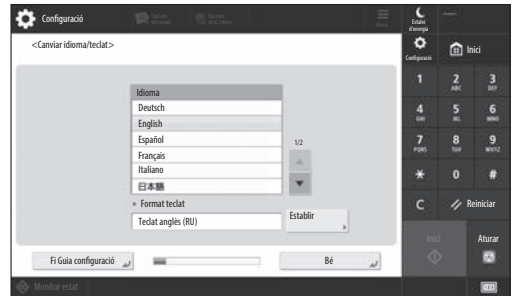 Configuració
Estalvi d'energia
<Canviar idioma/teclat>
Configuració
Inici
Idioma
Deutsch
English
Español
Français
Italiano
日本語
1/2
Format teclat
Teclat anglès (RU)
Establir
Fi Guia configuració
Bé
Monitor estat
1
2
ABC
3
DEF
4
GHI
5
JKL
6
MNO
7
PQRS
8
TUV
9
WXYZ
*
0
#
C
Reiniciar
Inici
Aturar